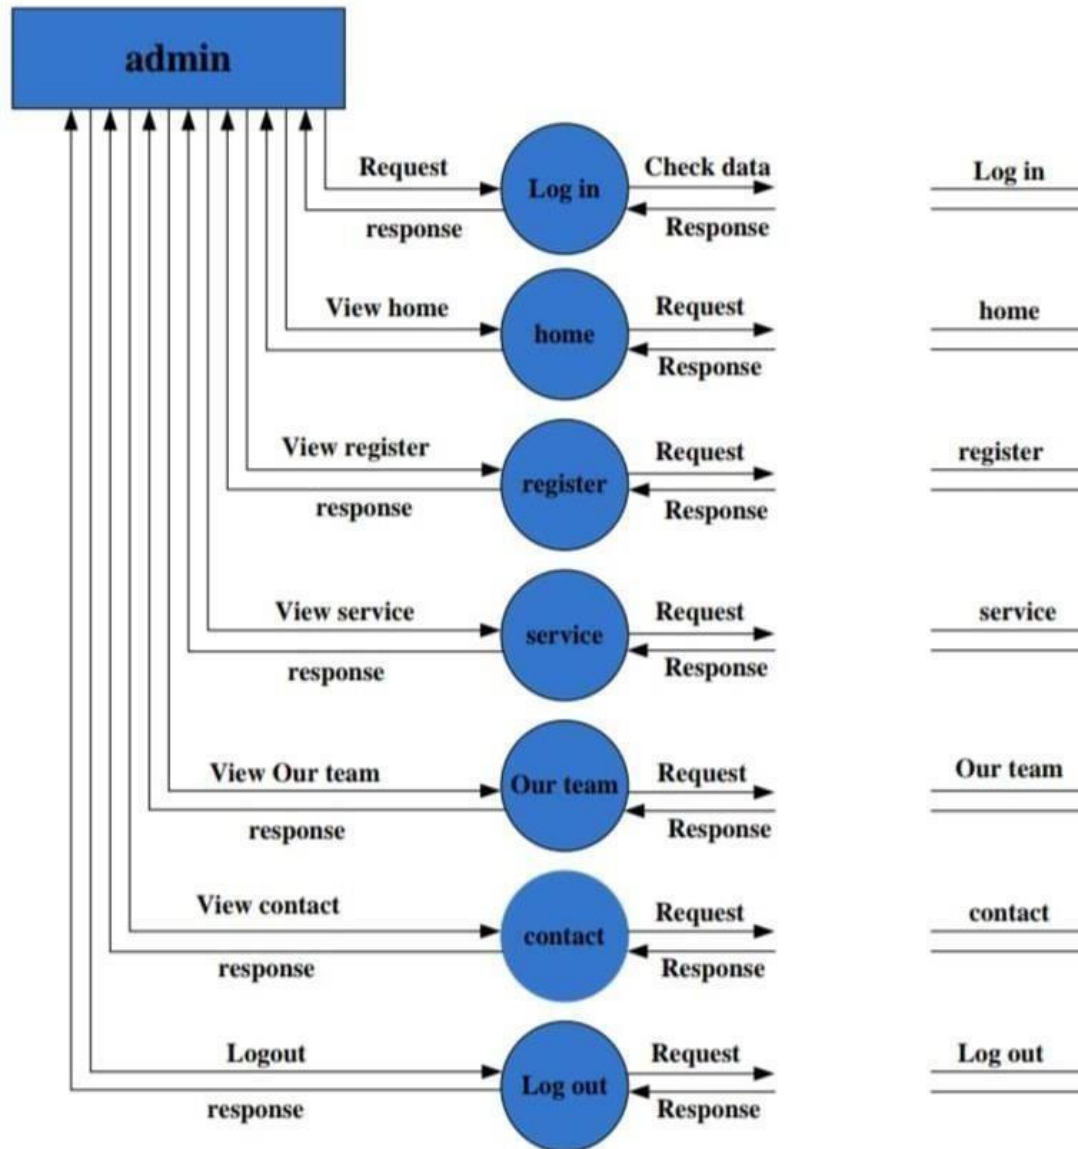 admin
Request
Log in
Check data
Log in
response
Response
View home
home
Request
home
Response
View register
register
Request
register
response
Response
View service
service
Request
service
response
Response
View Our team
Our team
Request
Our team
response
Response
View contact
contact
Request
contact
response
Response
Logout
Log out
Request
Log out
response
Response